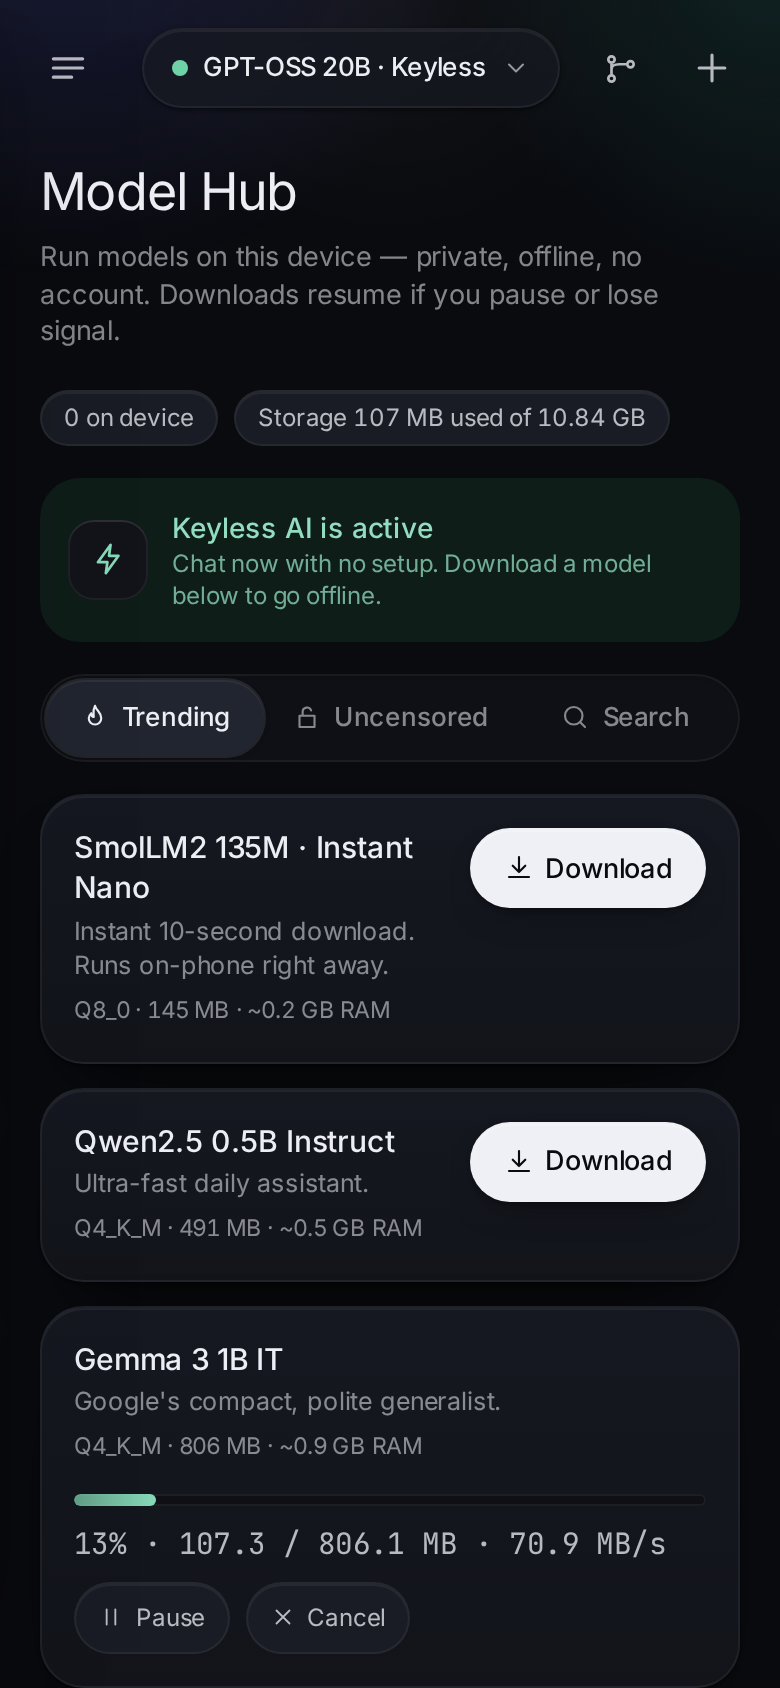 GPT-OSS 20B · Keyless
Model Hub
Run models on this device — private, offline, no
account. Downloads resume if you pause or lose
signal.
0 on device
Storage 107 MB used of 10.84 GB
Keyless AI is active
Chat now with no setup. Download a model
below to go offline.
Trending
Uncensored
Search
SmolLM2 135M · Instant
Nano
Download
Instant 10-second download.
Runs on-phone right away.
Q8_0 · 145 MB · ~0.2 GB RAM
Qwen2.5 0.5B Instruct
Download
Ultra-fast daily assistant.
Q4_K_M · 491 MB · ~0.5 GB RAM
Gemma 3 1B IT
Google's compact, polite generalist.
Q4_K_M · 806 MB · ~0.9 GB RAM
13% · 107.3 / 806.1 MB · 70.9 MB/s
Pause
Cancel